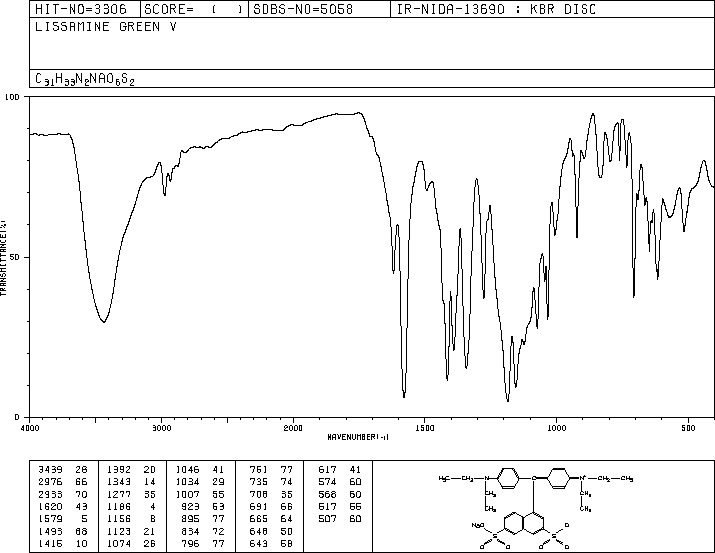 HIT-NO=3306 SCORE= ( ) SDBS-NO=5058 IR-NIDA-13690 : KBR DISC
LISSAMINE GREEN V
C31H33N2NAO6S2
100
50
0
TRANSMITTANCE(%)
4000 3000 2000 1500 1000 500
WAVENUMBER(-1)
3439 28 1392 20 1046 41 761 77 617 41
2976 66 1343 14 1034 29 735 74 574 60
2933 70 1277 35 1007 55 708 35 568 60
1620 43 1186 4 923 53 691 66 517 55
1579 5 1156 8 895 77 665 64 507 60
1493 68 1123 21 834 72 648 50
1415 10 1074 26 796 77 643 58